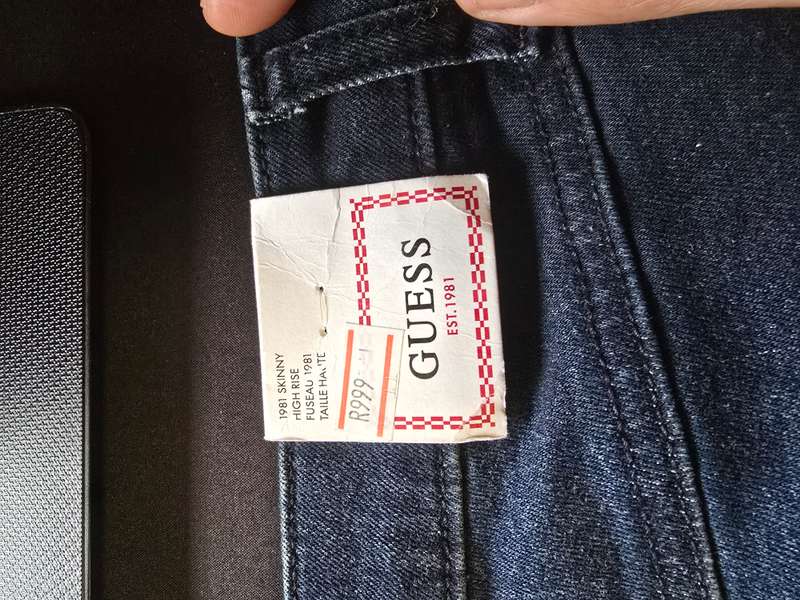 1981 SKINNY
HIGH RISE
FUSEAU 1981
TAILLE HAUTE
R999
GUESS
EST.1981